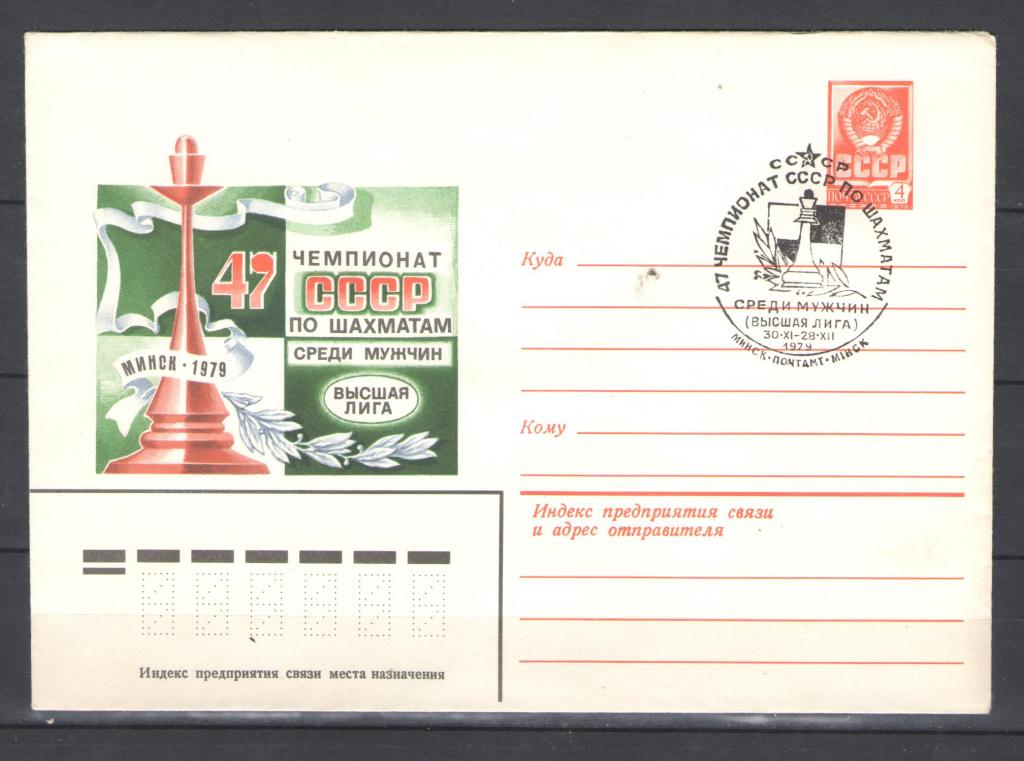 47
ЧЕМПИОНАТ
СССР
ПО ШАХМАТАМ
СРЕДИ МУЖЧИН
ВЫСШАЯ
ЛИГА
МИНСК · 1979
СССР
ПОЧТА СССР
4
КОП
1978
СССР
47 ЧЕМПИОНАТ СССР ПО ШАХМАТАМ
СРЕДИ МУЖЧИН
(ВЫСШАЯ ЛИГА)
30·XI-28·XII
1979
МИНСК·ПОЧТАМТ·МІНСК
Куда
Кому
Индекс предприятия связи
и адрес отправителя
Индекс предприятия связи места назначения